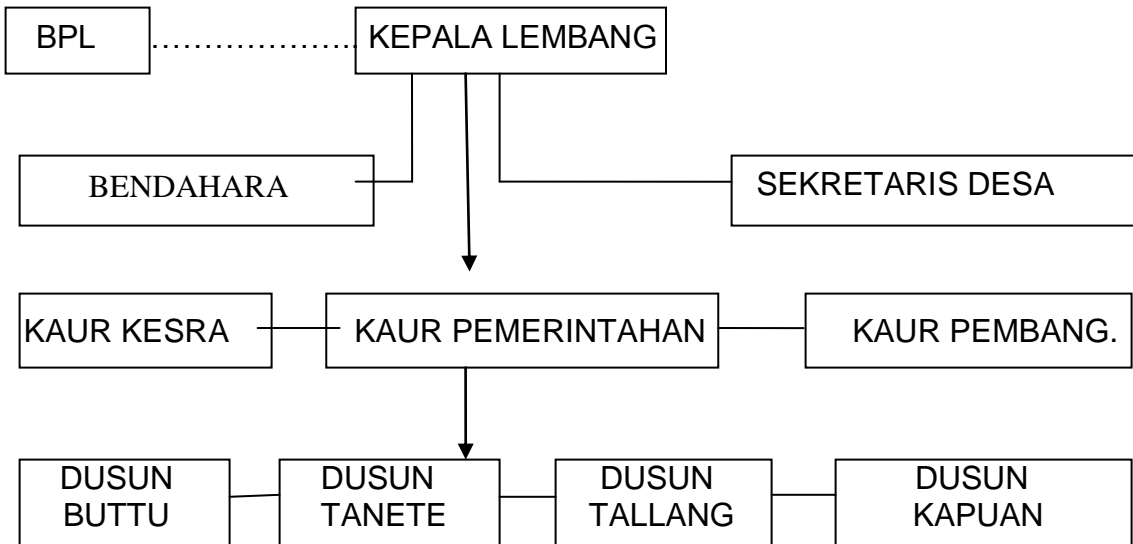 BPL ..................... KEPALA LEMBANG
BENDAHARA
SEKRETARIS DESA
KAUR KESRA
KAUR PEMERINTAHAN
KAUR PEMBANG.
DUSUN
BUTTU
DUSUN
TANETE
DUSUN
TALLANG
DUSUN
KAPUAN